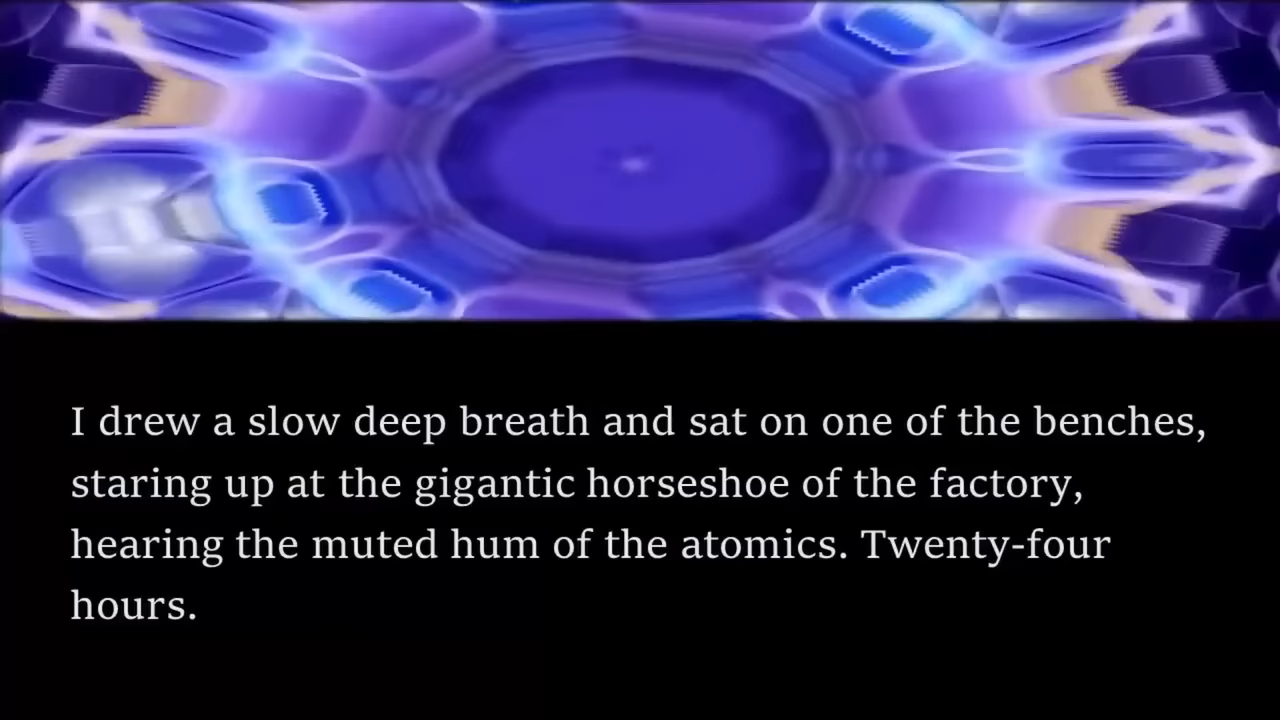 I drew a slow deep breath and sat on one of the benches,
staring up at the gigantic horseshoe of the factory,
hearing the muted hum of the atomics. Twenty-four
hours.